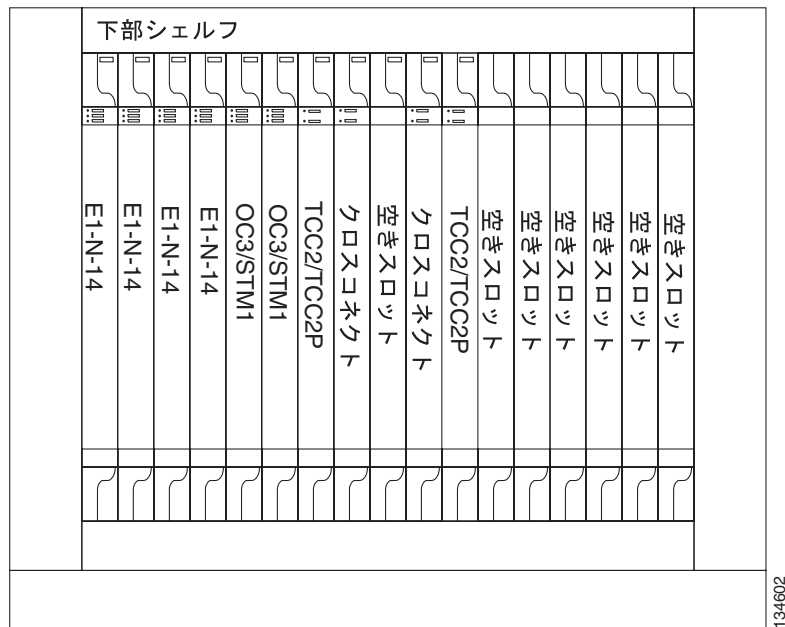 下部シェルフ
E1-N-14
E1-N-14
E1-N-14
E1-N-14
OC3/STM1
OC3/STM1
TCC2/TCC2P
クロスコネクト
空きスロット
クロスコネクト
TCC2/TCC2P
空きスロット
空きスロット
空きスロット
空きスロット
空きスロット
空きスロット
134602